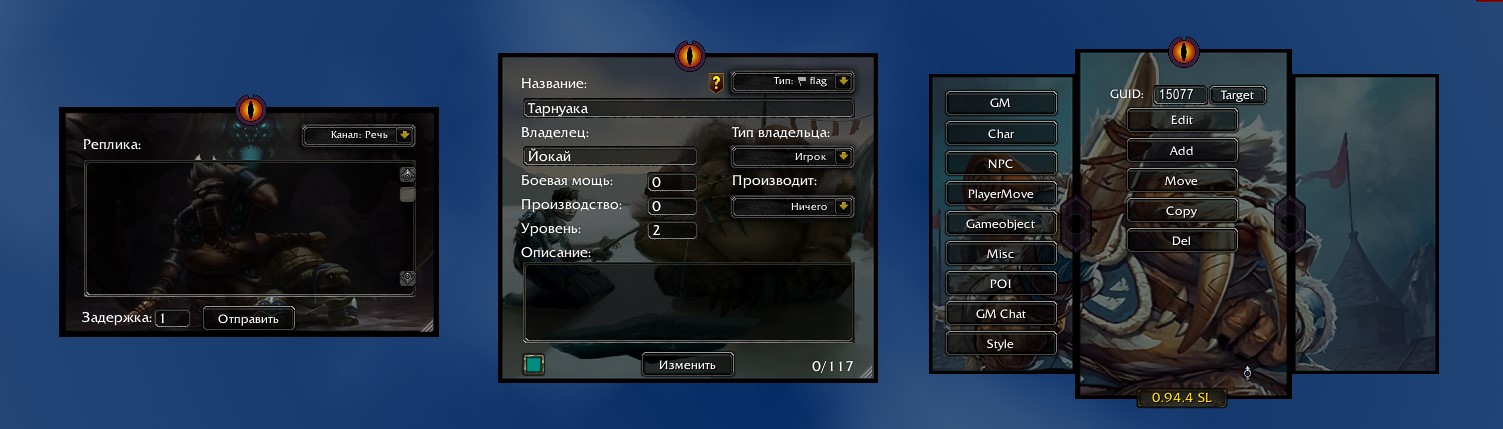 Реплика:
Канал: Речь
Задержка: 1
Отправить
Название:
?
Тип: flag
Тарнуака
Владелец:
Тип владельца:
Йокай
Игрок
Боевая мощь: 0
Производит:
Производство: 0
Ничего
Уровень: 2
Описание:
Изменить
0/117
GM
Char
NPC
PlayerMove
Gameobject
Misc
POI
GM Chat
Style
GUID: 15077 Target
Edit
Add
Move
Copy
Del
0.94.4 SL